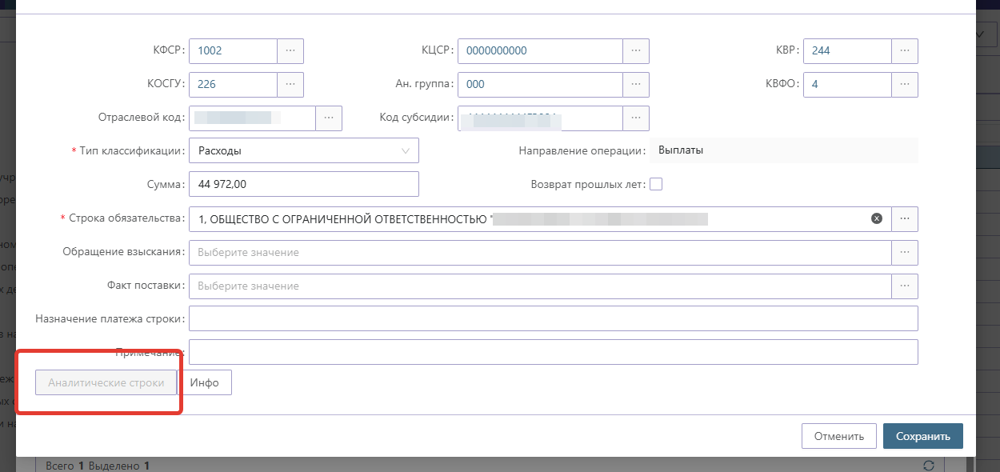 КФСР: 1002 ... КЦСР: 0000000000 ... КВР: 244 ...
КОСГУ: 226 ... Ан. группа: 000 ... КВФО: 4 ...
Отраслевой код: ... Код субсидии: ...
* Тип классификации: Расходы Направление операции: Выплаты
Сумма: 44 972,00 Возврат прошлых лет:
* Строка обязательства: 1, ОБЩЕСТВО С ОГРАНИЧЕННОЙ ОТВЕТСТВЕННОСТЬЮ " ...
Обращение взыскания: Выберите значение ...
Факт поставки: Выберите значение ...
Назначение платежа строки:
Примечание:
Аналитические строки Инфо
Отменить Сохранить
Всего 1 Выделено 1